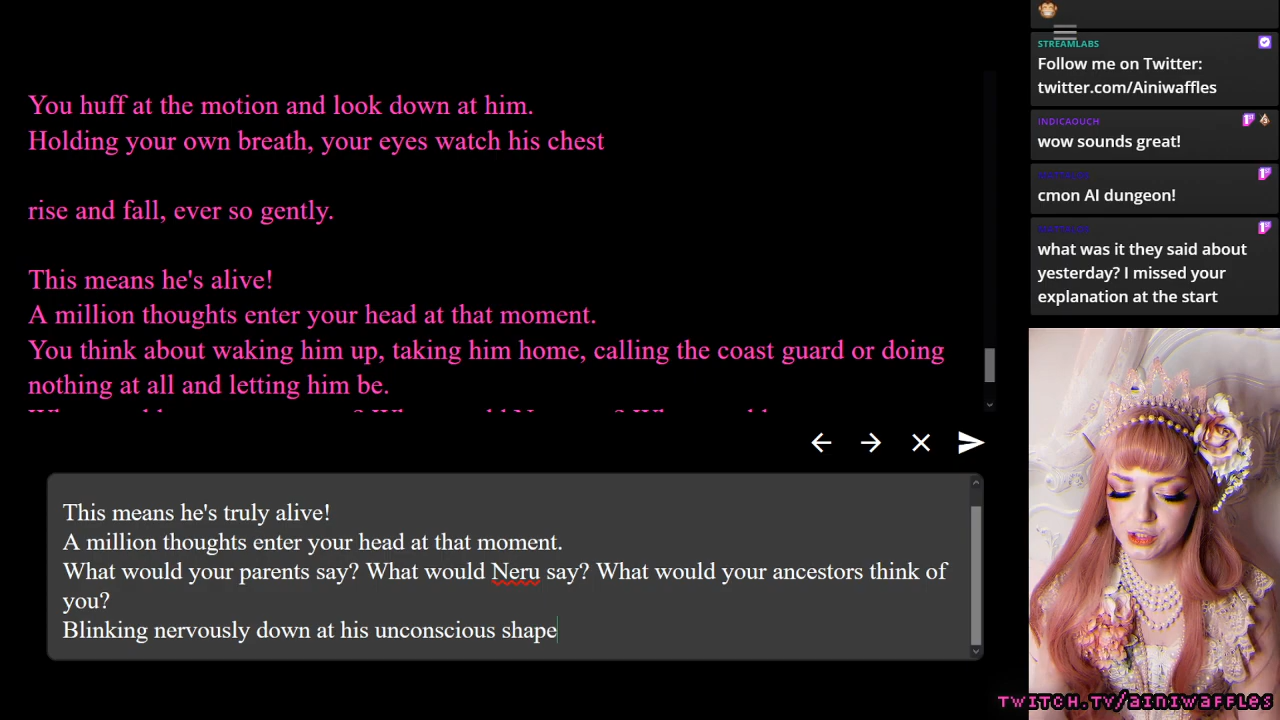 You huff at the motion and look down at him.
Holding your own breath, your eyes watch his chest
rise and fall, ever so gently.
This means he's alive!
A million thoughts enter your head at that moment.
You think about waking him up, taking him home, calling the coast guard or doing
nothing at all and letting him be.
This means he's truly alive!
A million thoughts enter your head at that moment.
What would your parents say? What would Neru say? What would your ancestors think of
you?
Blinking nervously down at his unconscious shape
STREAMLABS
Follow me on Twitter:
twitter.com/Ainiwaffles
INDICAOUCH
wow sounds great!
cmon AI dungeon!
what was it they said about
yesterday? I missed your
explanation at the start
TWITCH.TV/AINIWAFFLES